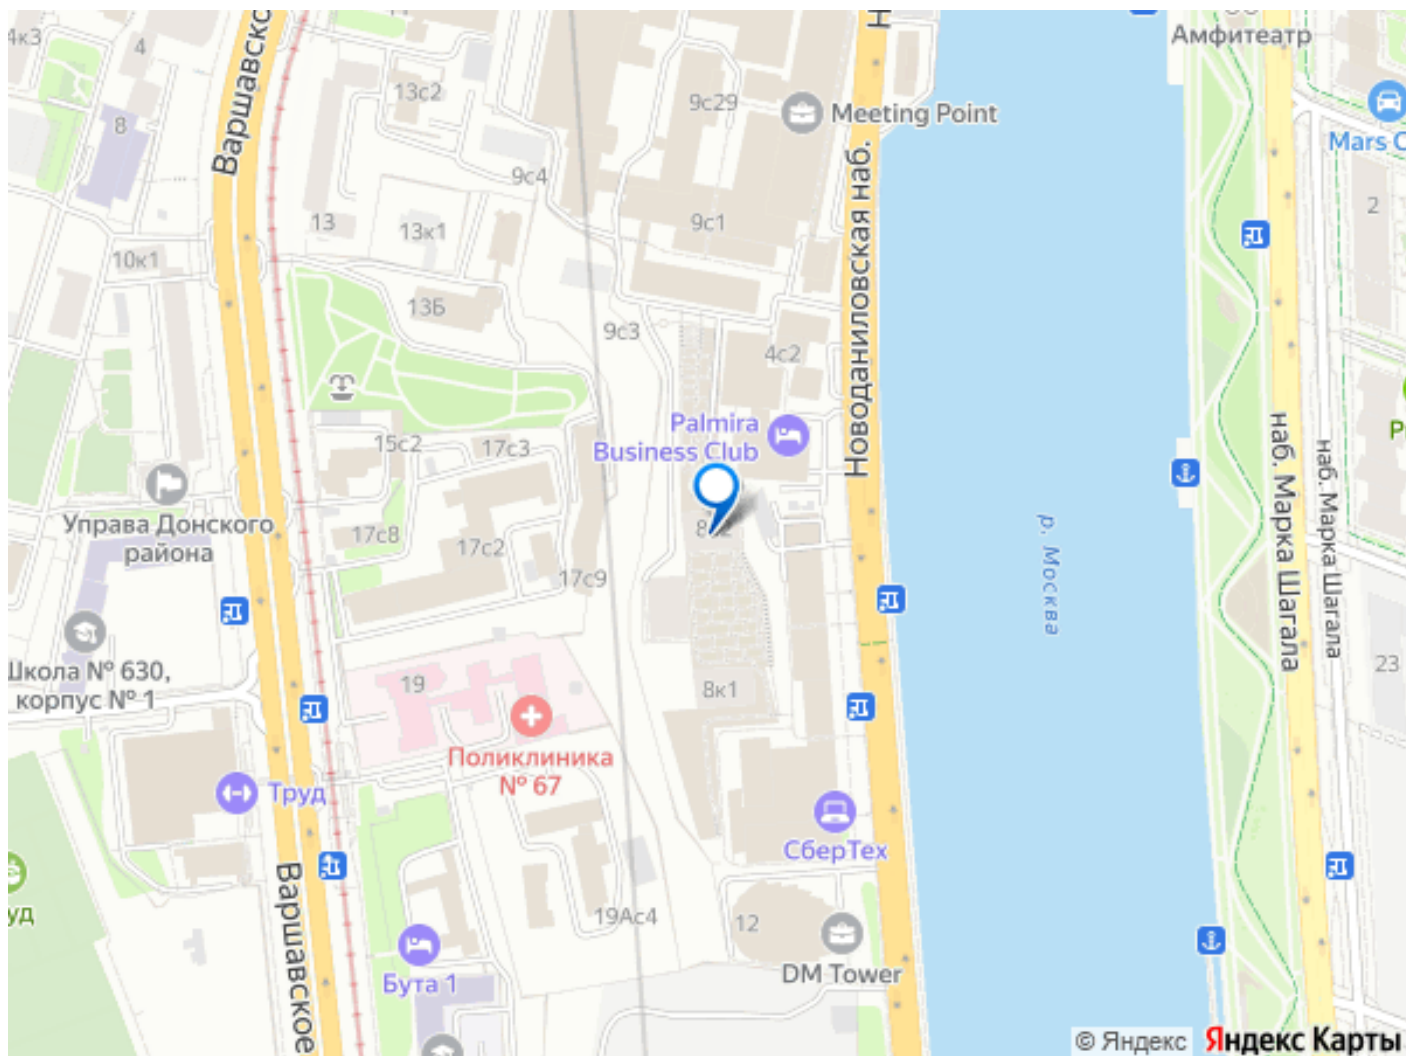 4к3
4
Варшавско
13с2
9с29
Meeting Point
Н
Амфитеатр
Mars C
8
9с4
2
13
13к1
9с1
10к1
13Б
9с3
4с2
Новоданиловская наб.
Palmira
Business Club
15с2
17с3
Управа Донского
района
17с8
17с2
17с9
р. Москва
наб. Марка Шагала
наб. Марка Шагала
Школа № 630,
корпус № 1
19
8к1
23
Поликлиника
№ 67
Труд
СберТех
Варшавское
уд
19Ас4
12
DM Tower
Бута 1
© Яндекс
Яндекс Карты